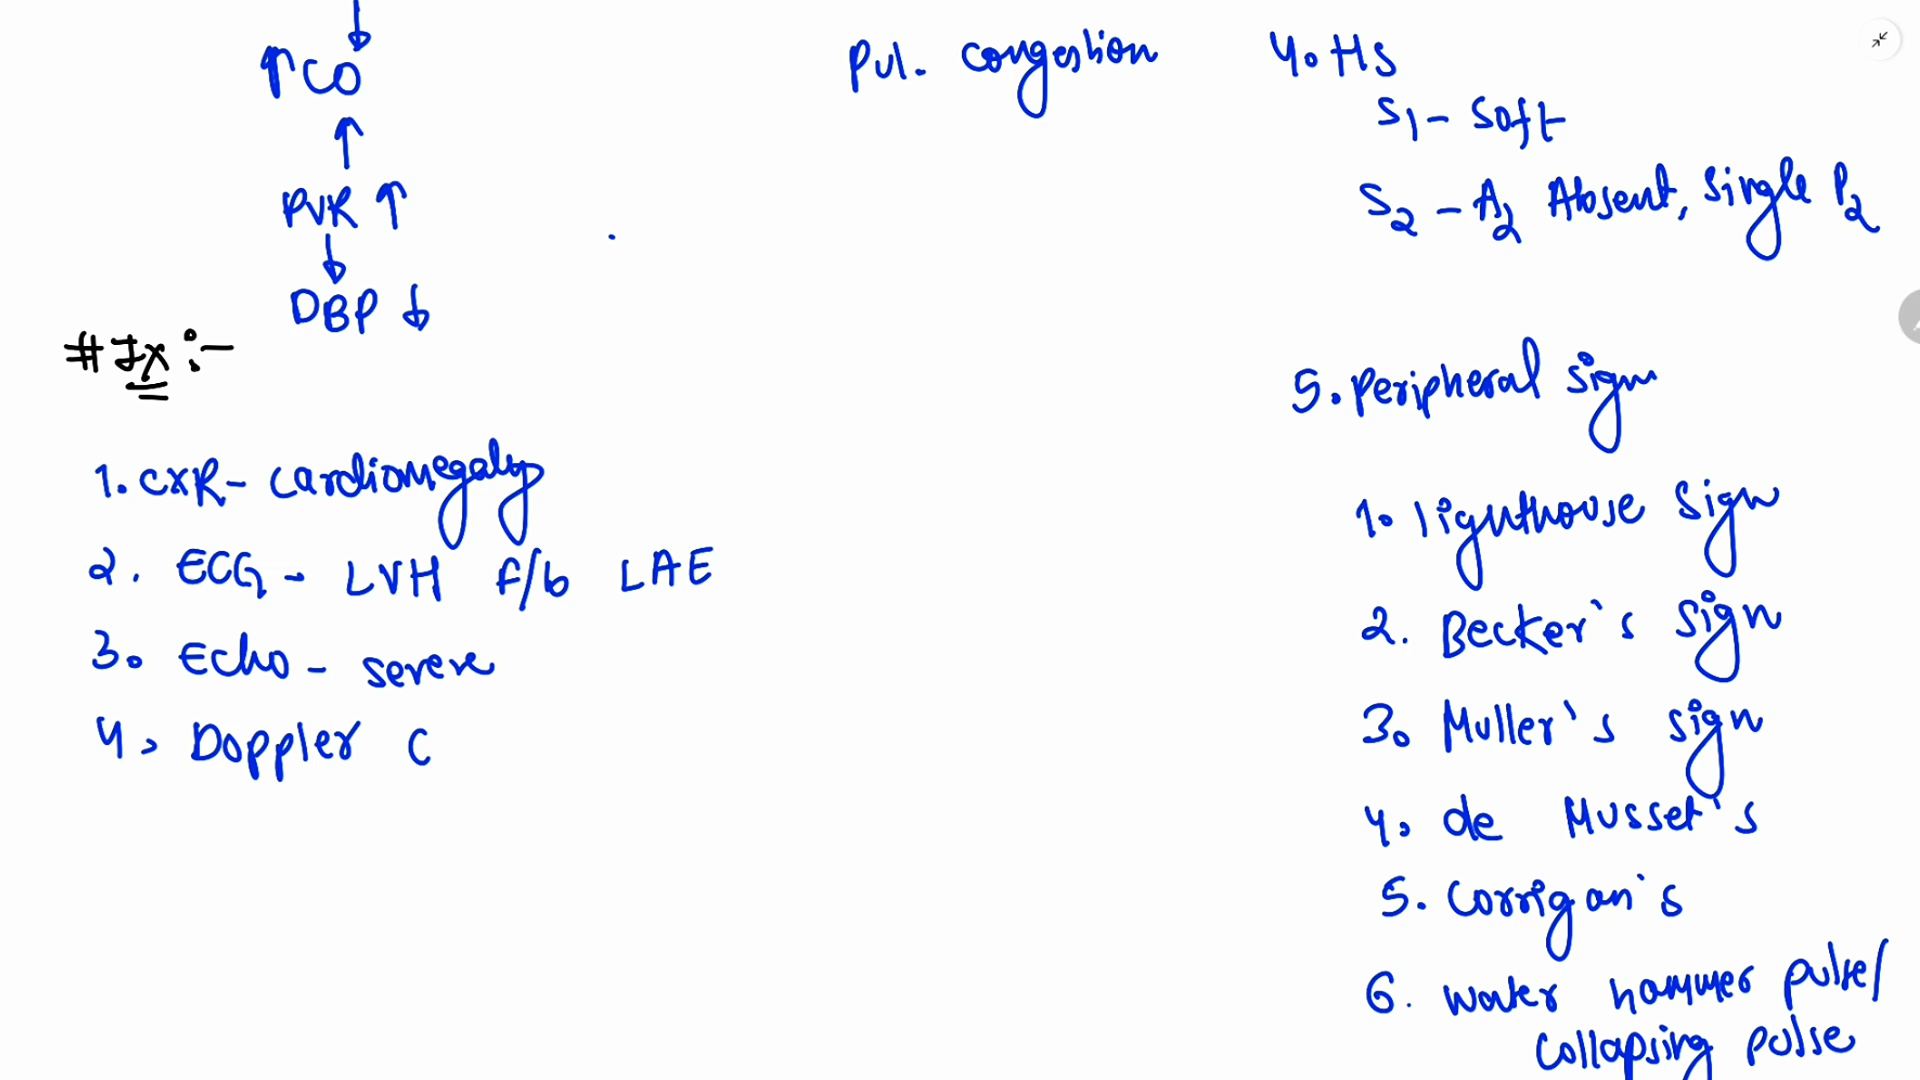 ↑CO
PVR ↑
DBP ↓
# Ix :-
1. CXR - cardiomegaly
2. ECG - LVH f/b LAE
3. Echo - severe
4. Doppler C
Pul. congestion
4. HS
S1 - Soft
S2 - A2 Absent, Single P2
5. peripheral sign
1. lighthouse sign
2. Becker's sign
3. Muller's sign
4. de Musset's
5. Corrigan's
6. water hammer pulse/
collapsing pulse